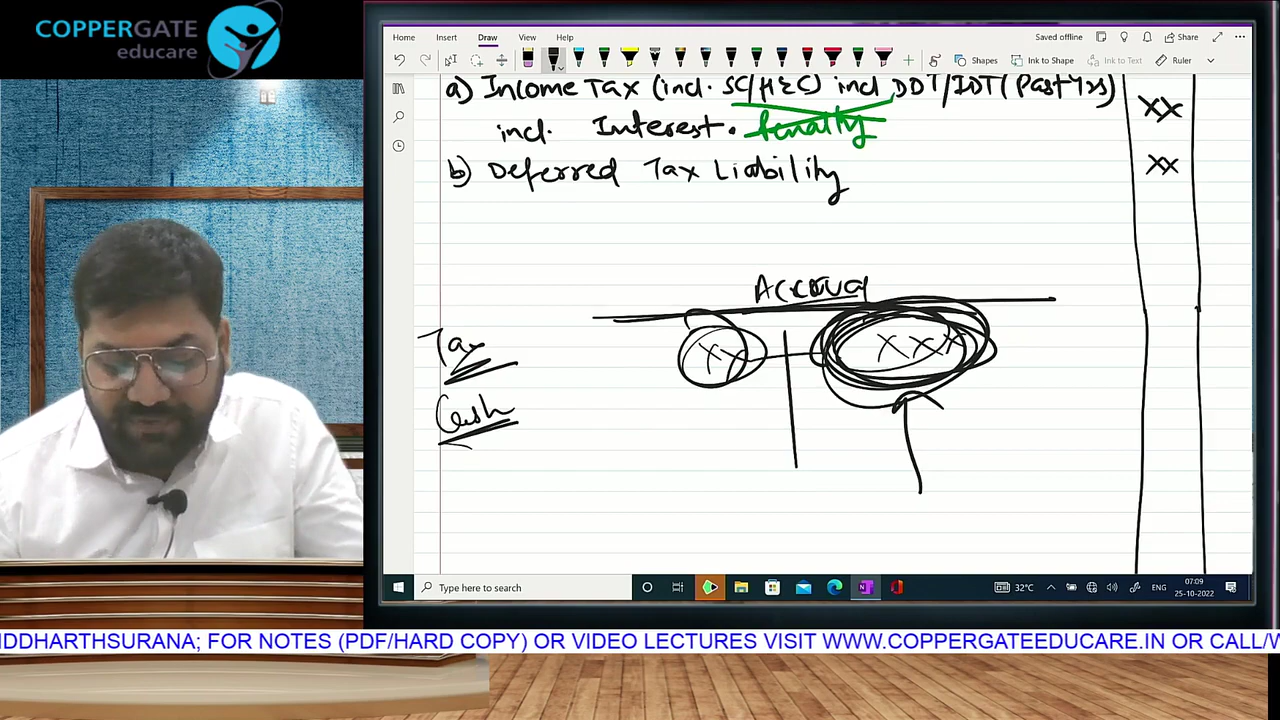 COPPERGATE
educare
Home Insert Draw View Help
Saved offline Share
Shapes Ink to Shape Ink to Text Ink to Math Ruler
a) Income Tax (incl. SC/HEC) incl DDT/IDT (Past Yrs) XX
incl. Interest. Penalty
b) Deferred Tax Liability XX
Accrual
Tax XX XXX
Cash
Type here to search
32°C ENG 07:09
25-10-2022
IDDHARTHSURANA; FOR NOTES (PDF/HARD COPY) OR VIDEO LECTURES VISIT WWW.COPPERGATEEDUCARE.IN OR CALL/W